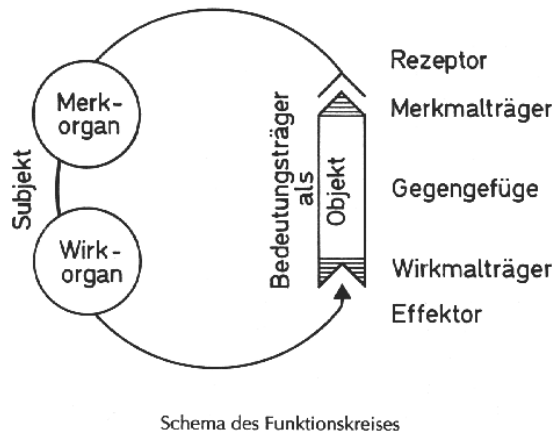 Merk-
organ
Subjekt
Wirk-
organ
Bedeutungsträger
als
Objekt
Rezeptor
Merkmalträger
Gegengefüge
Wirkmalträger
Effektor
Schema des Funktionskreises